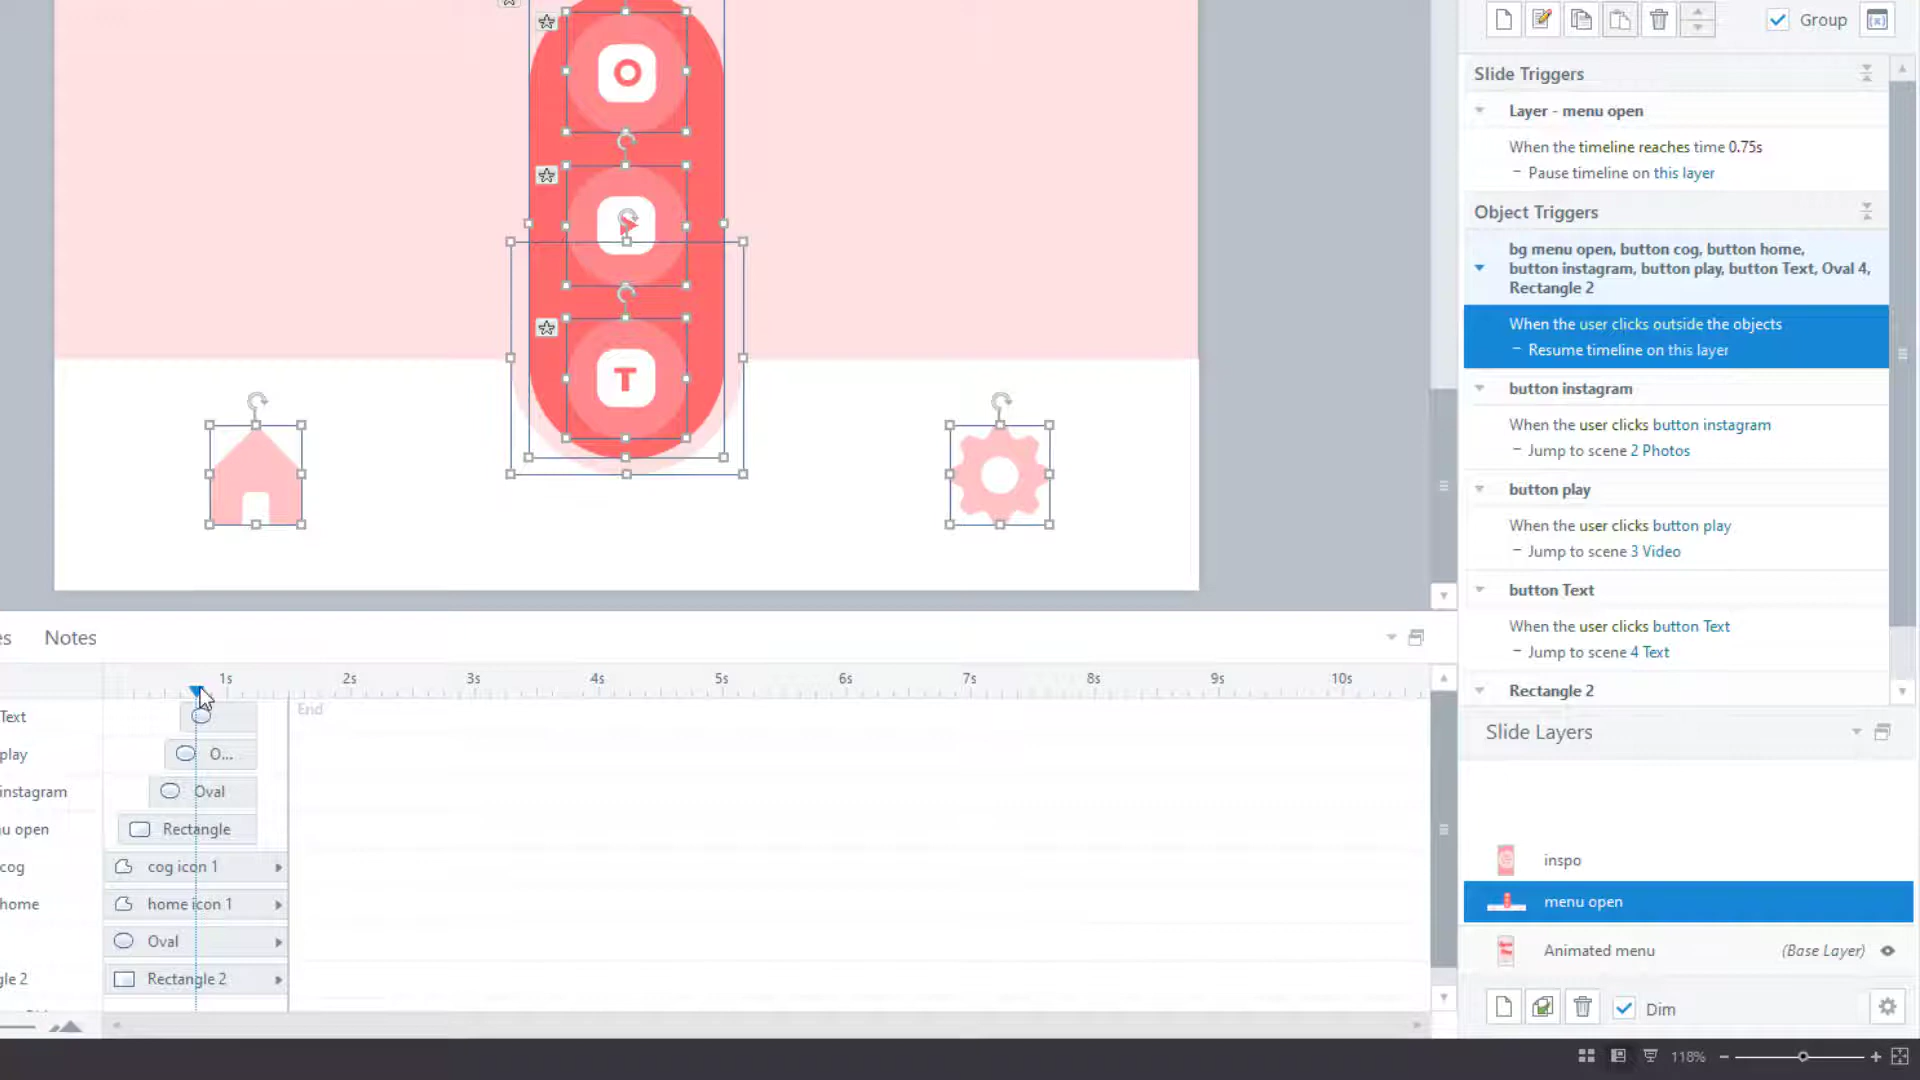 Group
Slide Triggers
Layer - menu open
When the timeline reaches time 0.75s
– Pause timeline on this layer
Object Triggers
bg menu open, button cog, button home,
button instagram, button play, button Text, Oval 4,
Rectangle 2
When the user clicks outside the objects
– Resume timeline on this layer
button instagram
When the user clicks button instagram
– Jump to scene 2 Photos
button play
When the user clicks button play
– Jump to scene 3 Video
button Text
When the user clicks button Text
– Jump to scene 4 Text
Rectangle 2
T
es Notes
1s 2s 3s 4s 5s 6s 7s 8s 9s 10s
End
Text
play O...
instagram Oval
u open Rectangle
cog cog icon 1
home home icon 1
Oval
gle 2 Rectangle 2
Slide Layers
inspo
menu open
Animated menu (Base Layer)
Dim
118%